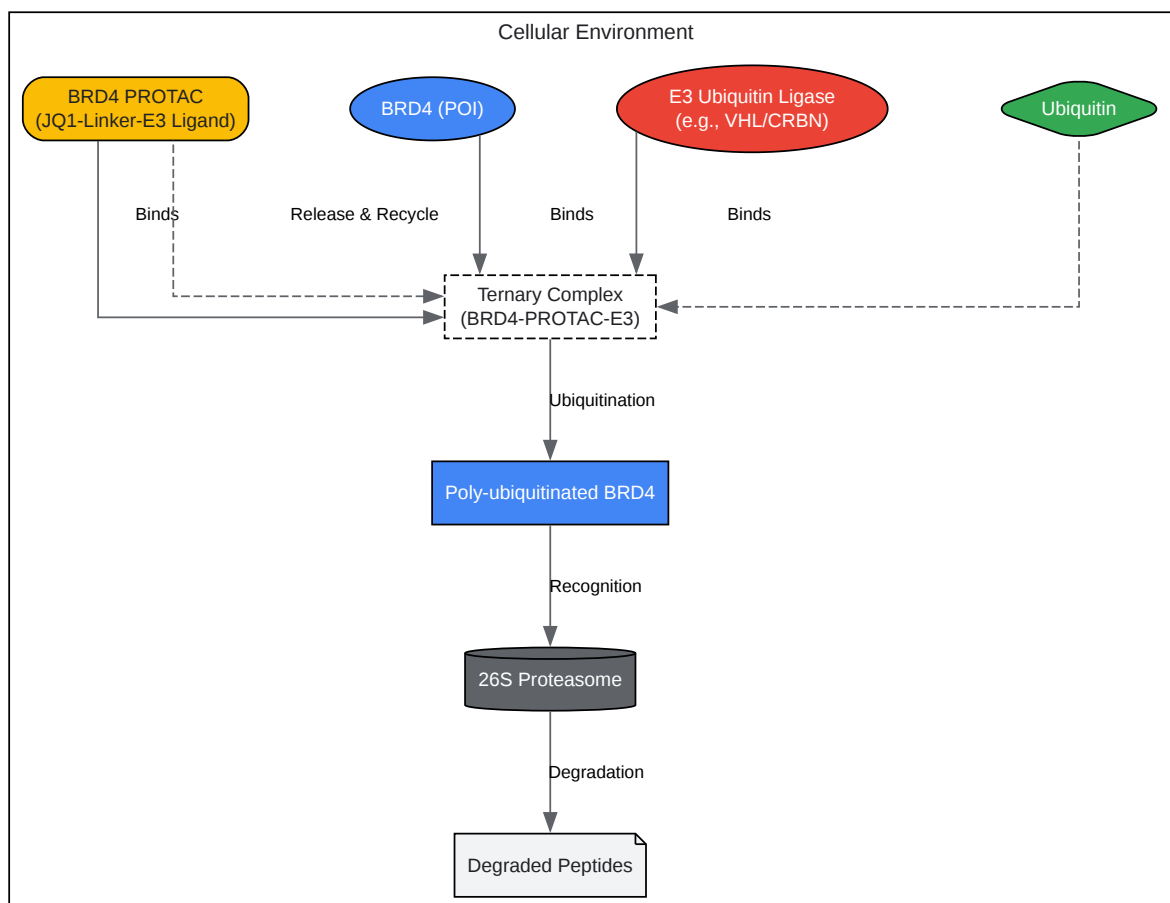 Cellular Environment
BRD4 PROTAC
(JQ1-Linker-E3 Ligand)
BRD4 (POI)
E3 Ubiquitin Ligase
(e.g., VHL/CRBN)
Ubiquitin
Binds
Release & Recycle
Binds
Binds
Ternary Complex
(BRD4-PROTAC-E3)
Ubiquitination
Poly-ubiquitinated BRD4
Recognition
26S Proteasome
Degradation
Degraded Peptides